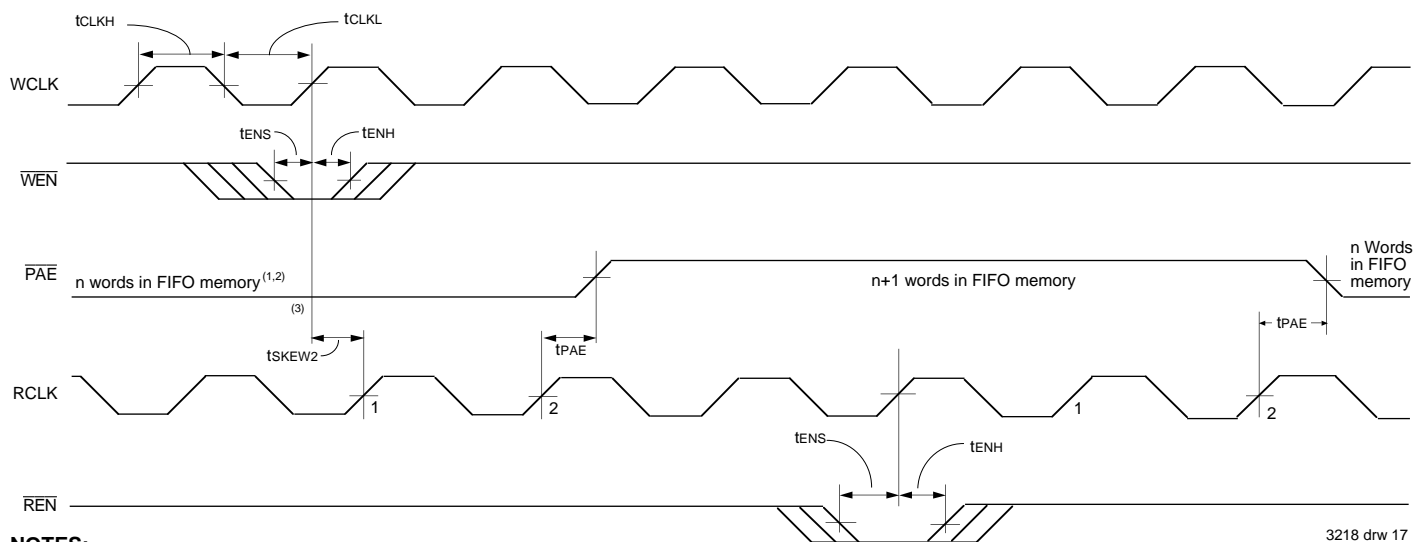 tCLKH
tCLKL
WCLK
tENS
tENH
WEN
PAE
n words in FIFO memory (1,2)
n+1 words in FIFO memory
n Words
in FIFO
memory
(3)
tSKEW2
tPAE
tPAE
RCLK
1
2
1
2
tENS
tENH
REN
NOTES:
3218 drw 17